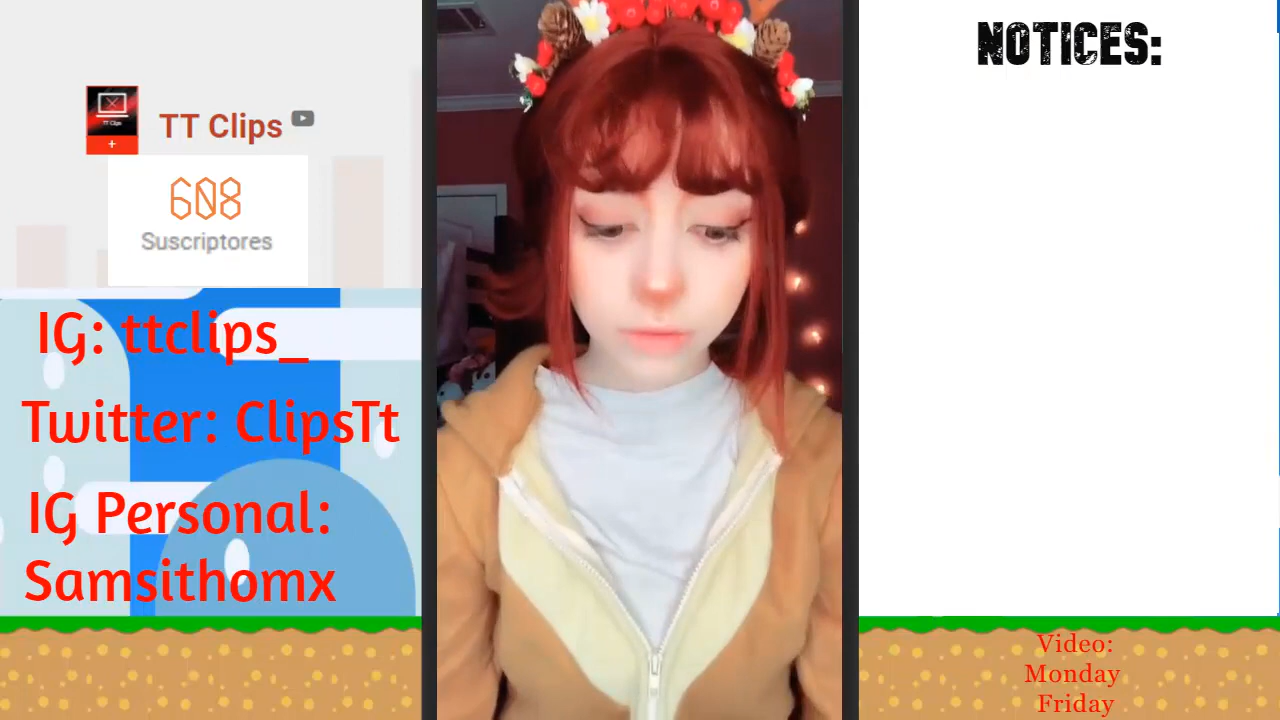 TT Clips
608
Suscriptores
IG: ttclips_
Twitter: ClipsTt
IG Personal:
Samsithomx
NOTICES:
Video:
Monday
Friday